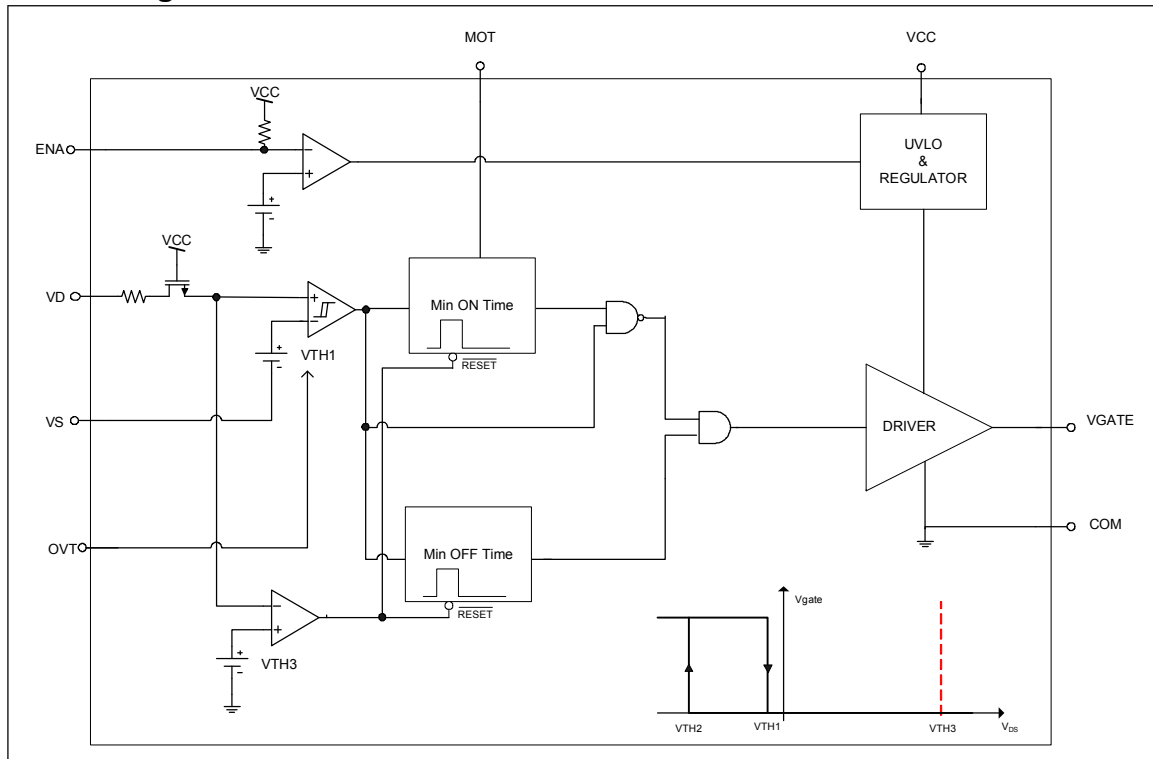 MOT
VCC
VCC
ENA
UVLO
&
REGULATOR
VCC
VD
Min ON Time
VTH1
RESET
VS
DRIVER
VGATE
OVT
COM
Min OFF Time
RESET
VTH3
Vgate
VTH2
VTH1
VTH3
VDS